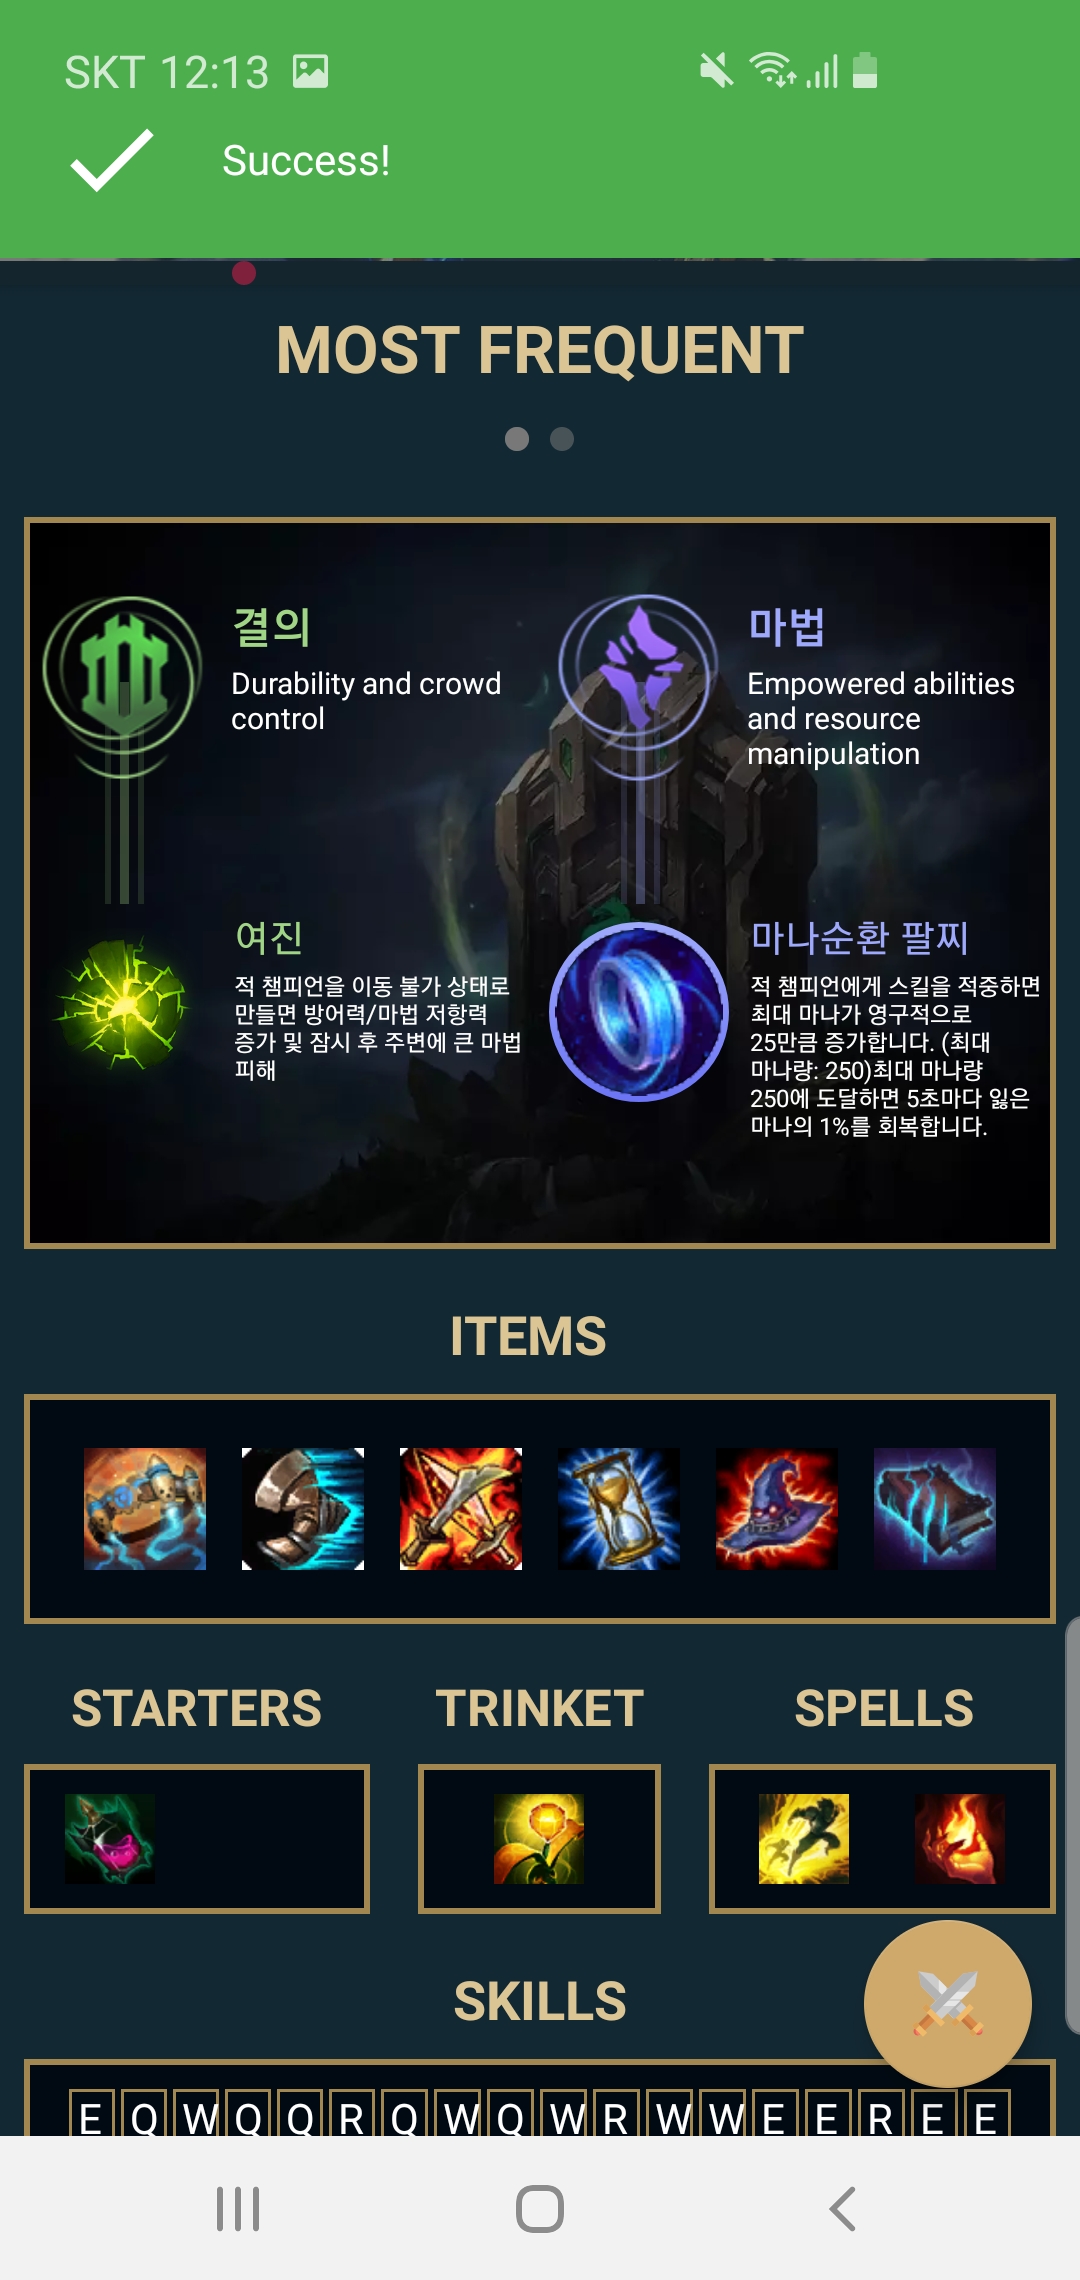 SKT 12:13
Success!
MOST FREQUENT
결의
Durability and crowd
control
마법
Empowered abilities
and resource
manipulation
여진
적 챔피언을 이동 불가 상태로
만들면 방어력/마법 저항력
증가 및 잠시 후 주변에 큰 마법
피해
마나순환 팔찌
적 챔피언에게 스킬을 적중하면
최대 마나가 영구적으로
25만큼 증가합니다. (최대
마나량: 250)최대 마나량
250에 도달하면 5초마다 잃은
마나의 1%를 회복합니다.
ITEMS
STARTERS
TRINKET
SPELLS
SKILLS
E Q W Q Q R Q W Q W R W W E E R E E